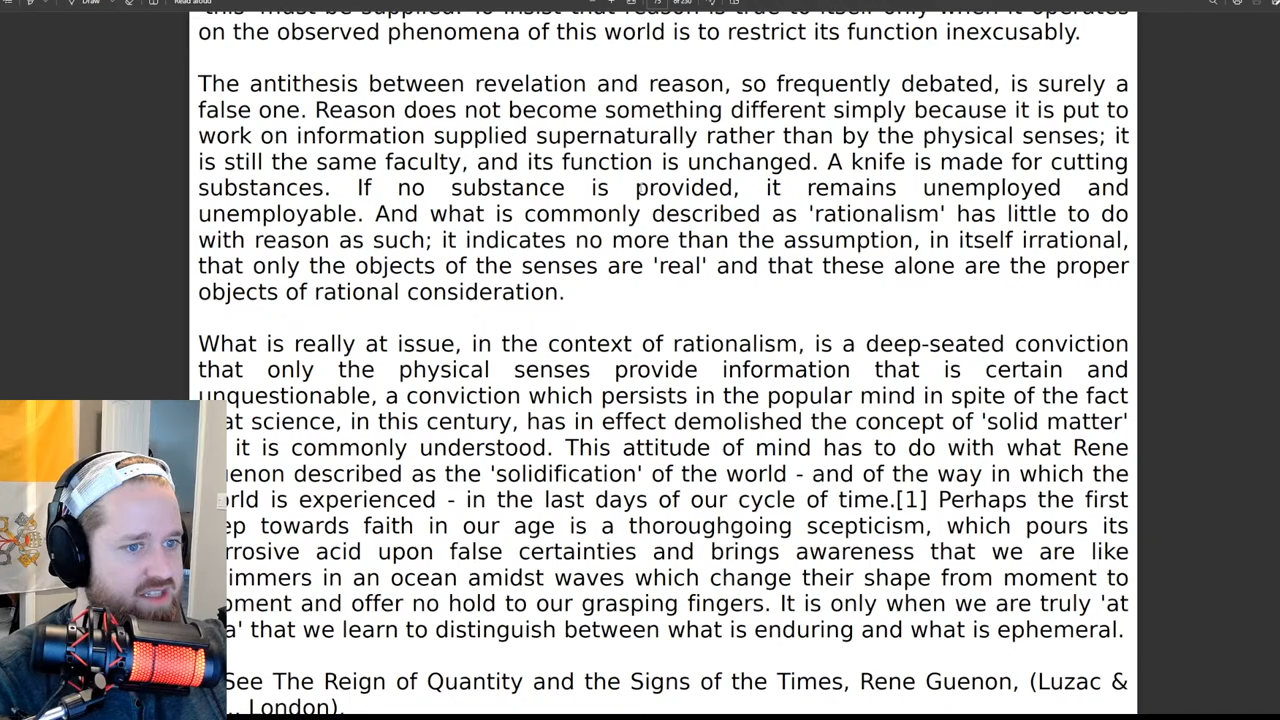 Draw
Read aloud
75 of 230
on the observed phenomena of this world is to restrict its function inexcusably.
The antithesis between revelation and reason, so frequently debated, is surely a
false one. Reason does not become something different simply because it is put to
work on information supplied supernaturally rather than by the physical senses; it
is still the same faculty, and its function is unchanged. A knife is made for cutting
substances. If no substance is provided, it remains unemployed and
unemployable. And what is commonly described as 'rationalism' has little to do
with reason as such; it indicates no more than the assumption, in itself irrational,
that only the objects of the senses are 'real' and that these alone are the proper
objects of rational consideration.
What is really at issue, in the context of rationalism, is a deep-seated conviction
that only the physical senses provide information that is certain and
unquestionable, a conviction which persists in the popular mind in spite of the fact
at science, in this century, has in effect demolished the concept of 'solid matter'
it is commonly understood. This attitude of mind has to do with what Rene
uenon described as the 'solidification' of the world - and of the way in which the
orld is experienced - in the last days of our cycle of time.[1] Perhaps the first
ep towards faith in our age is a thoroughgoing scepticism, which pours its
rrosive acid upon false certainties and brings awareness that we are like
immers in an ocean amidst waves which change their shape from moment to
oment and offer no hold to our grasping fingers. It is only when we are truly 'at
a' that we learn to distinguish between what is enduring and what is ephemeral.
See The Reign of Quantity and the Signs of the Times, Rene Guenon, (Luzac &
London).